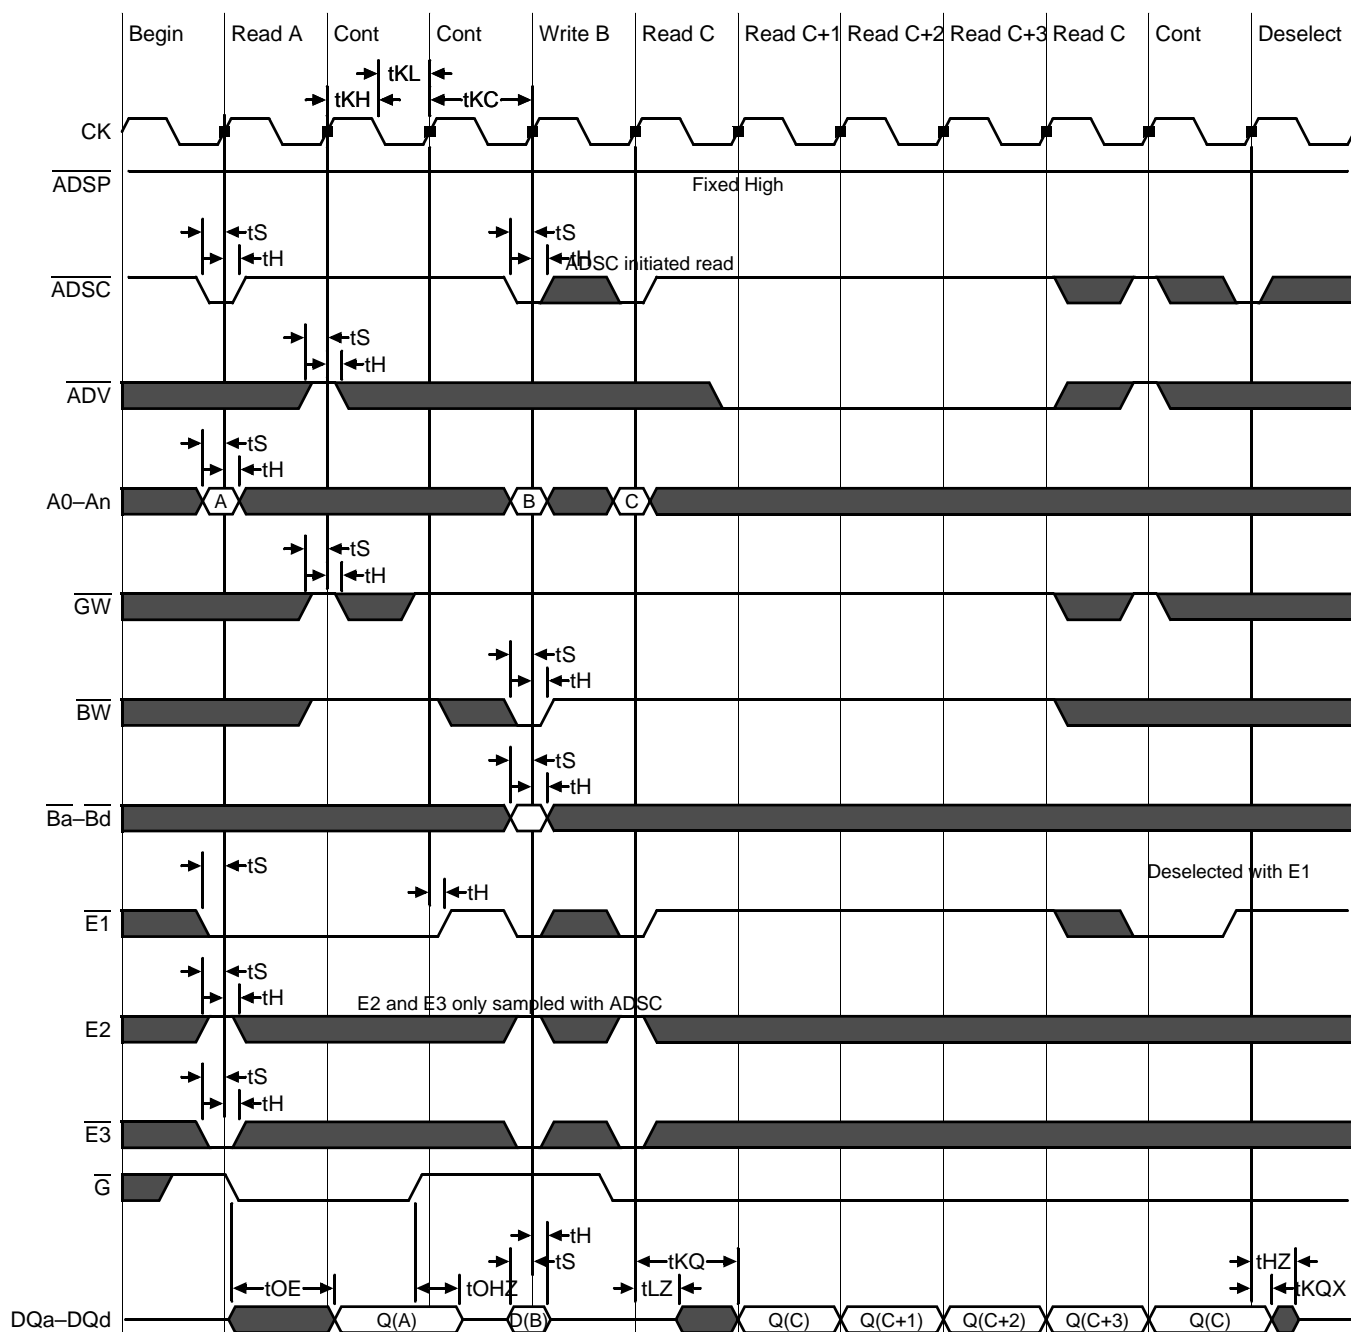 Begin Read A Cont Cont Write B Read C Read C+1 Read C+2 Read C+3 Read C Cont Deselect
tKL
tKH tKC
CK
ADSP
Fixed High
tS tS
tH tH
ADSC initiated read
ADSC
tS
tH
ADV
tS
tH
A0–An A B C
tS
tH
GW
tS
tH
BW
tS
tH
Ba–Bd
tS
Deselected with E1
tH
E1
tS
tH
E2 and E3 only sampled with ADSC
E2
tS
tH
E3
G
tH
tS tKQ tHZ
tOE tOHZ tLZ tKQX
DQa–DQd Q(A) D(B) Q(C) Q(C+1) Q(C+2) Q(C+3) Q(C)